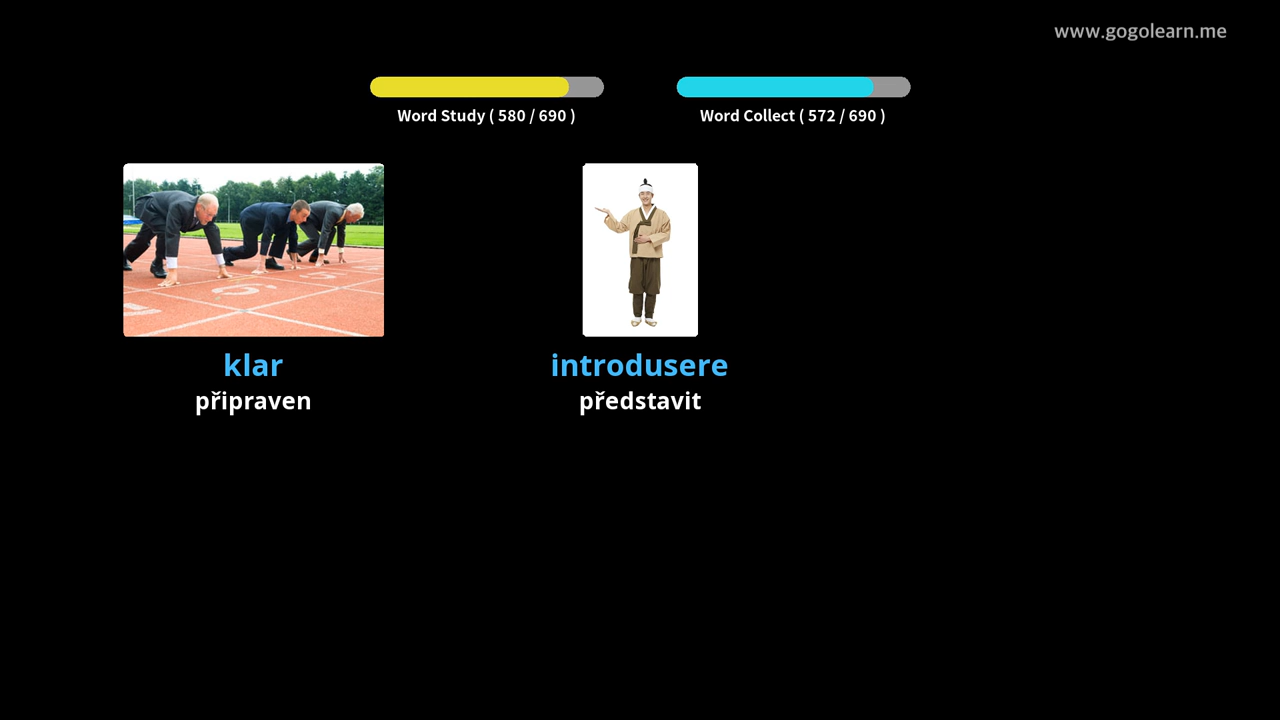 www.gogolearn.me
Word Study ( 580 / 690 )
Word Collect ( 572 / 690 )
klar
připraven
introdusere
představit